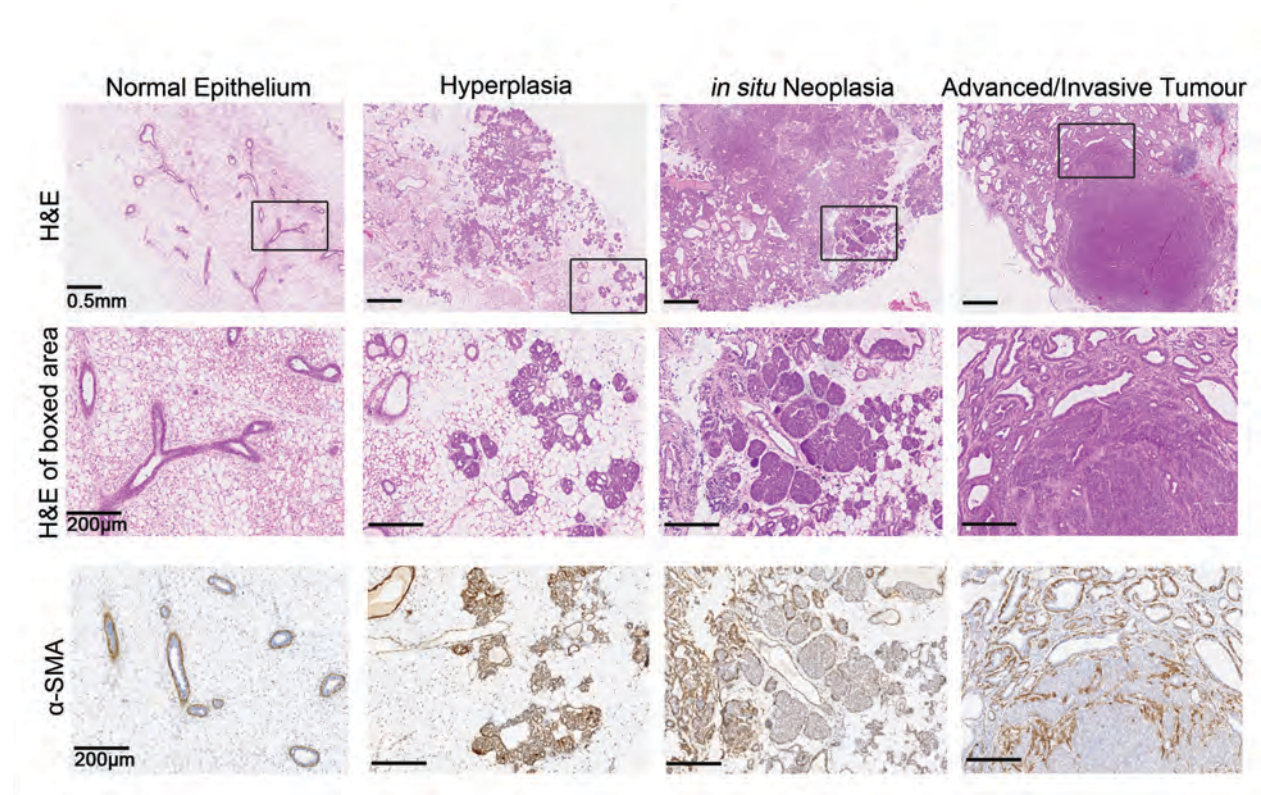 Normal Epithelium
Hyperplasia
in situ Neoplasia
Advanced/Invasive Tumour
H&E
0.5mm
H&E of boxed area
200µm
α-SMA
200µm